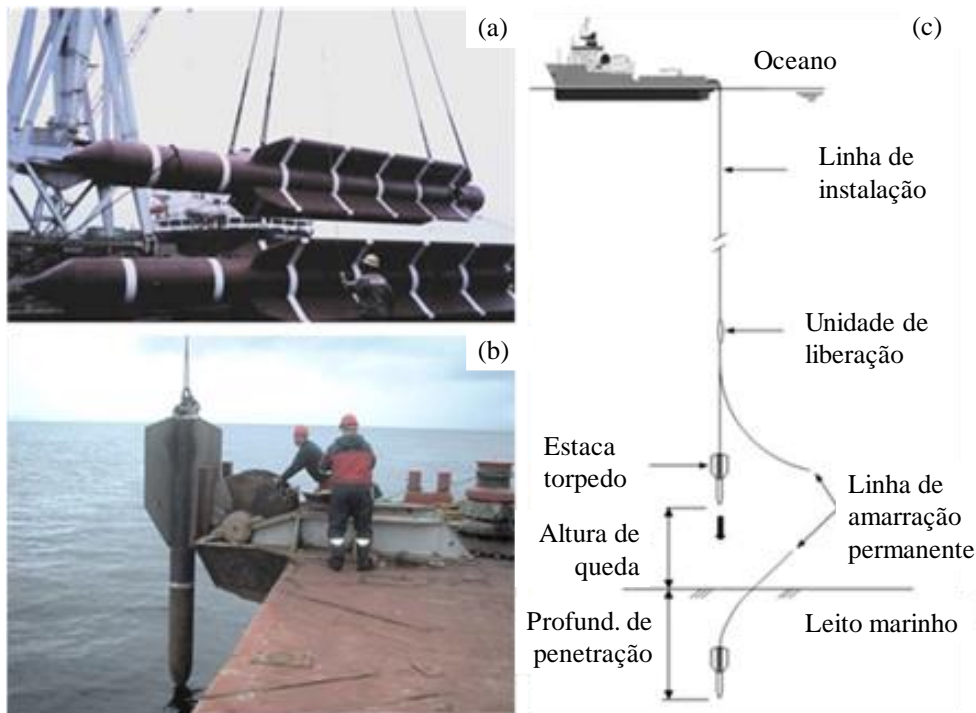 (a)
(b)
(c)
Oceano
Linha de
instalação
Unidade de
liberação
Estaca
torpedo
Linha de
amarração
permanente
Altura de
queda
Profund. de
penetração
Leito marinho